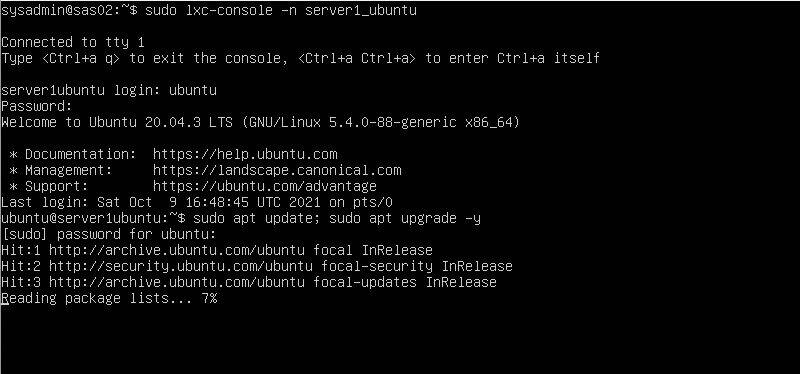 sysadmin@sas02:~$ sudo lxc-console -n server1_ubuntu
Connected to tty 1
Type <Ctrl+a q> to exit the console, <Ctrl+a Ctrl+a> to enter Ctrl+a itself
server1ubuntu login: ubuntu
Password:
Welcome to Ubuntu 20.04.3 LTS (GNU/Linux 5.4.0-88-generic x86_64)
* Documentation:  https://help.ubuntu.com
* Management:     https://landscape.canonical.com
* Support:        https://ubuntu.com/advantage
Last login: Sat Oct  9 16:48:45 UTC 2021 on pts/0
ubuntu@server1ubuntu:~$ sudo apt update; sudo apt upgrade -y
[sudo] password for ubuntu:
Hit:1 http://archive.ubuntu.com/ubuntu focal InRelease
Hit:2 http://security.ubuntu.com/ubuntu focal-security InRelease
Hit:3 http://archive.ubuntu.com/ubuntu focal-updates InRelease
Reading package lists... 7%